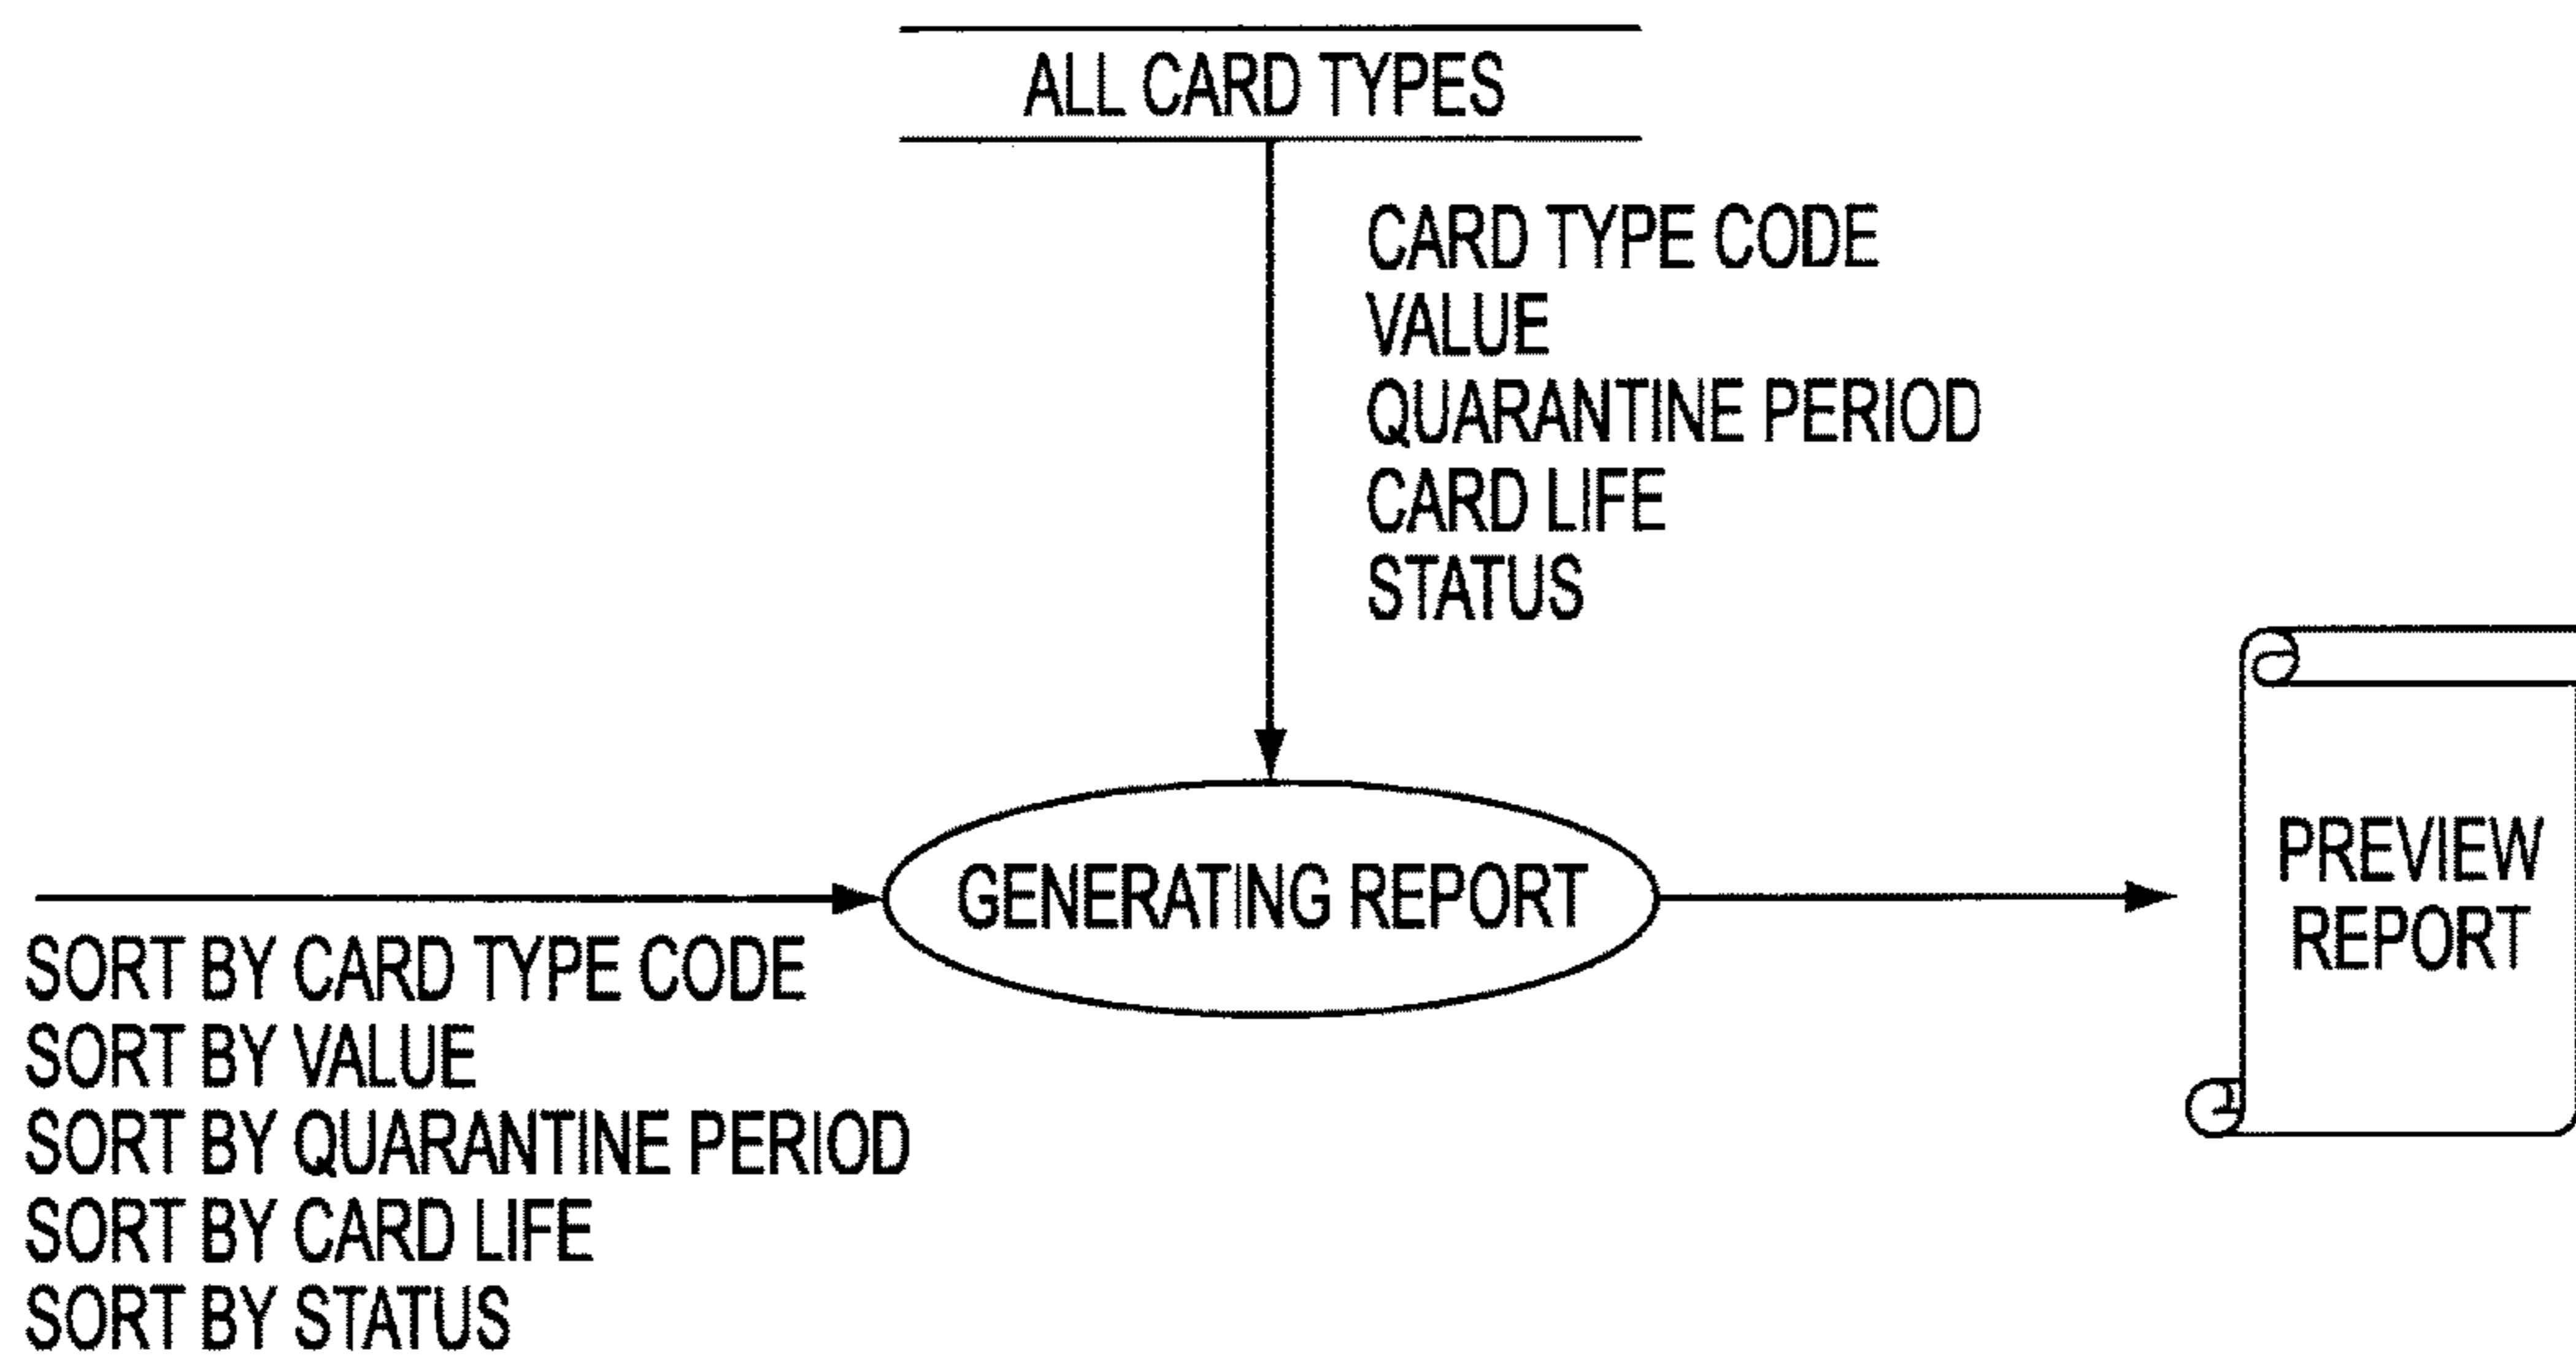 ALL CARD TYPES
CARD TYPE CODE
VALUE
QUARANTINE PERIOD
CARD LIFE
STATUS
GENERATING REPORT
PREVIEW
REPORT
SORT BY CARD TYPE CODE
SORT BY VALUE
SORT BY QUARANTINE PERIOD
SORT BY CARD LIFE
SORT BY STATUS